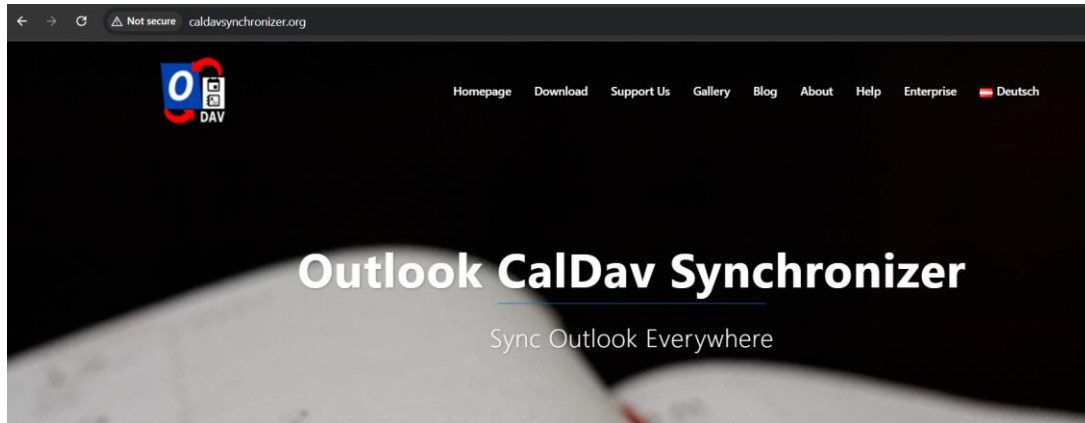 Not secure caldavsynchronizer.org
O
DAV
Homepage Download Support Us Gallery Blog About Help Enterprise Deutsch
Outlook CalDav Synchronizer
Sync Outlook Everywhere